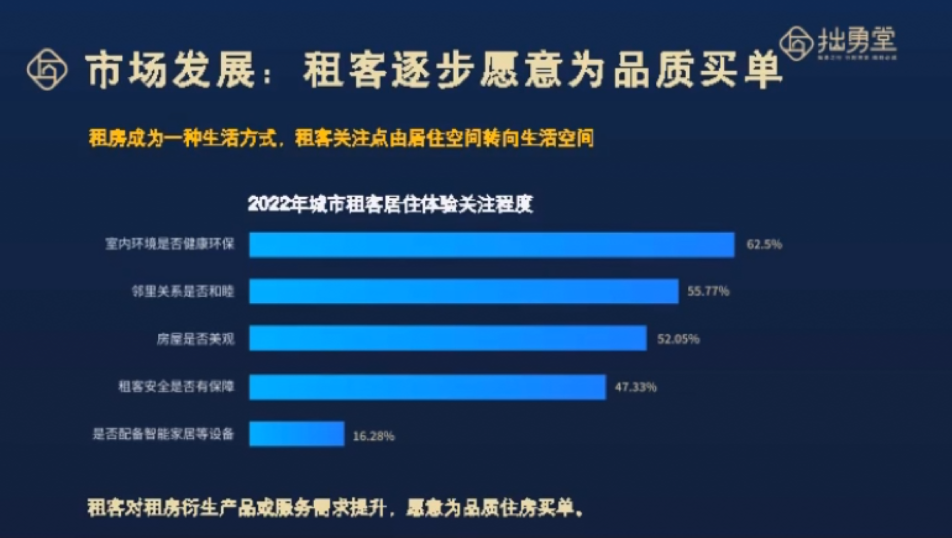 拙勇堂
市场发展：租客逐步愿意为品质买单
租房成为一种生活方式，租客关注点由居住空间转向生活空间
2022年城市租客居住体验关注程度
室内环境是否健康环保 62.5%
邻里关系是否和睦 55.77%
房屋是否美观 52.05%
租客安全是否有保障 47.33%
是否配备智能家居等设备 16.28%
租客对租房衍生产品或服务需求提升，愿意为品质住房买单。